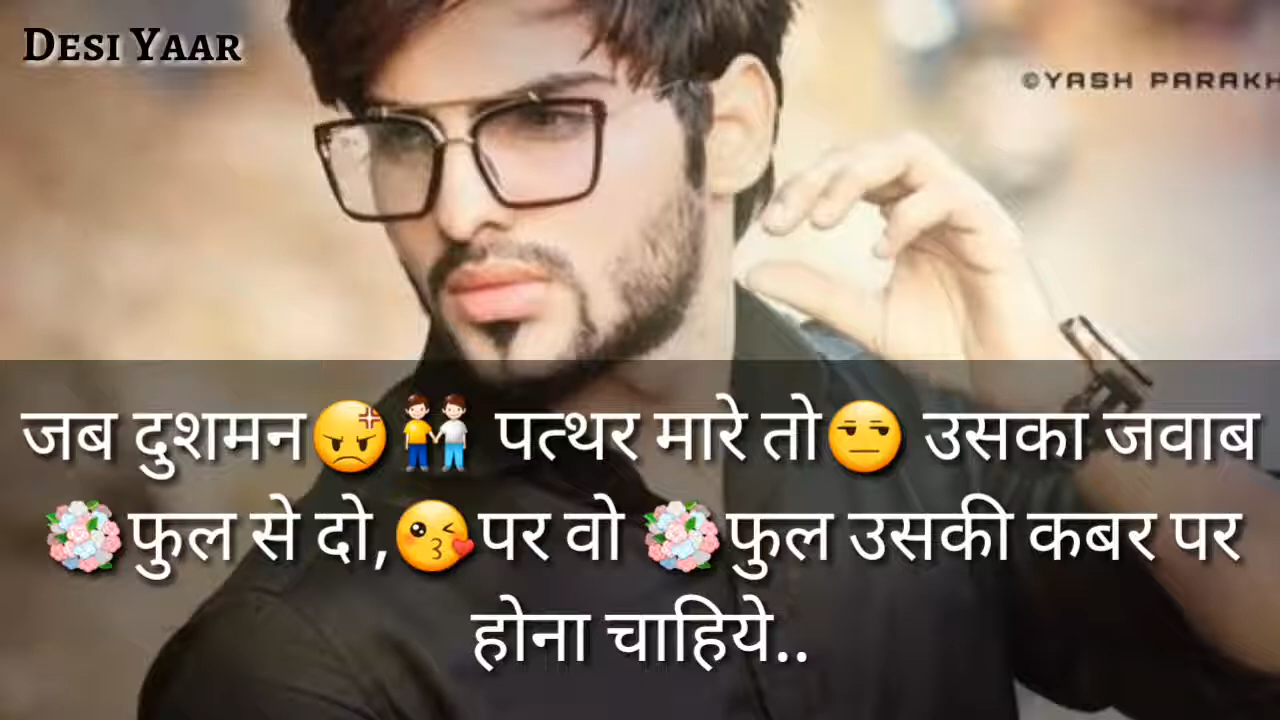 DESI YAAR
©YASH PARAKH
जब दुशमन😡👬 पत्थर मारे तो😒 उसका जवाब
💐फुल से दो,😘पर वो 💐फुल उसकी कबर पर
होना चाहिये..